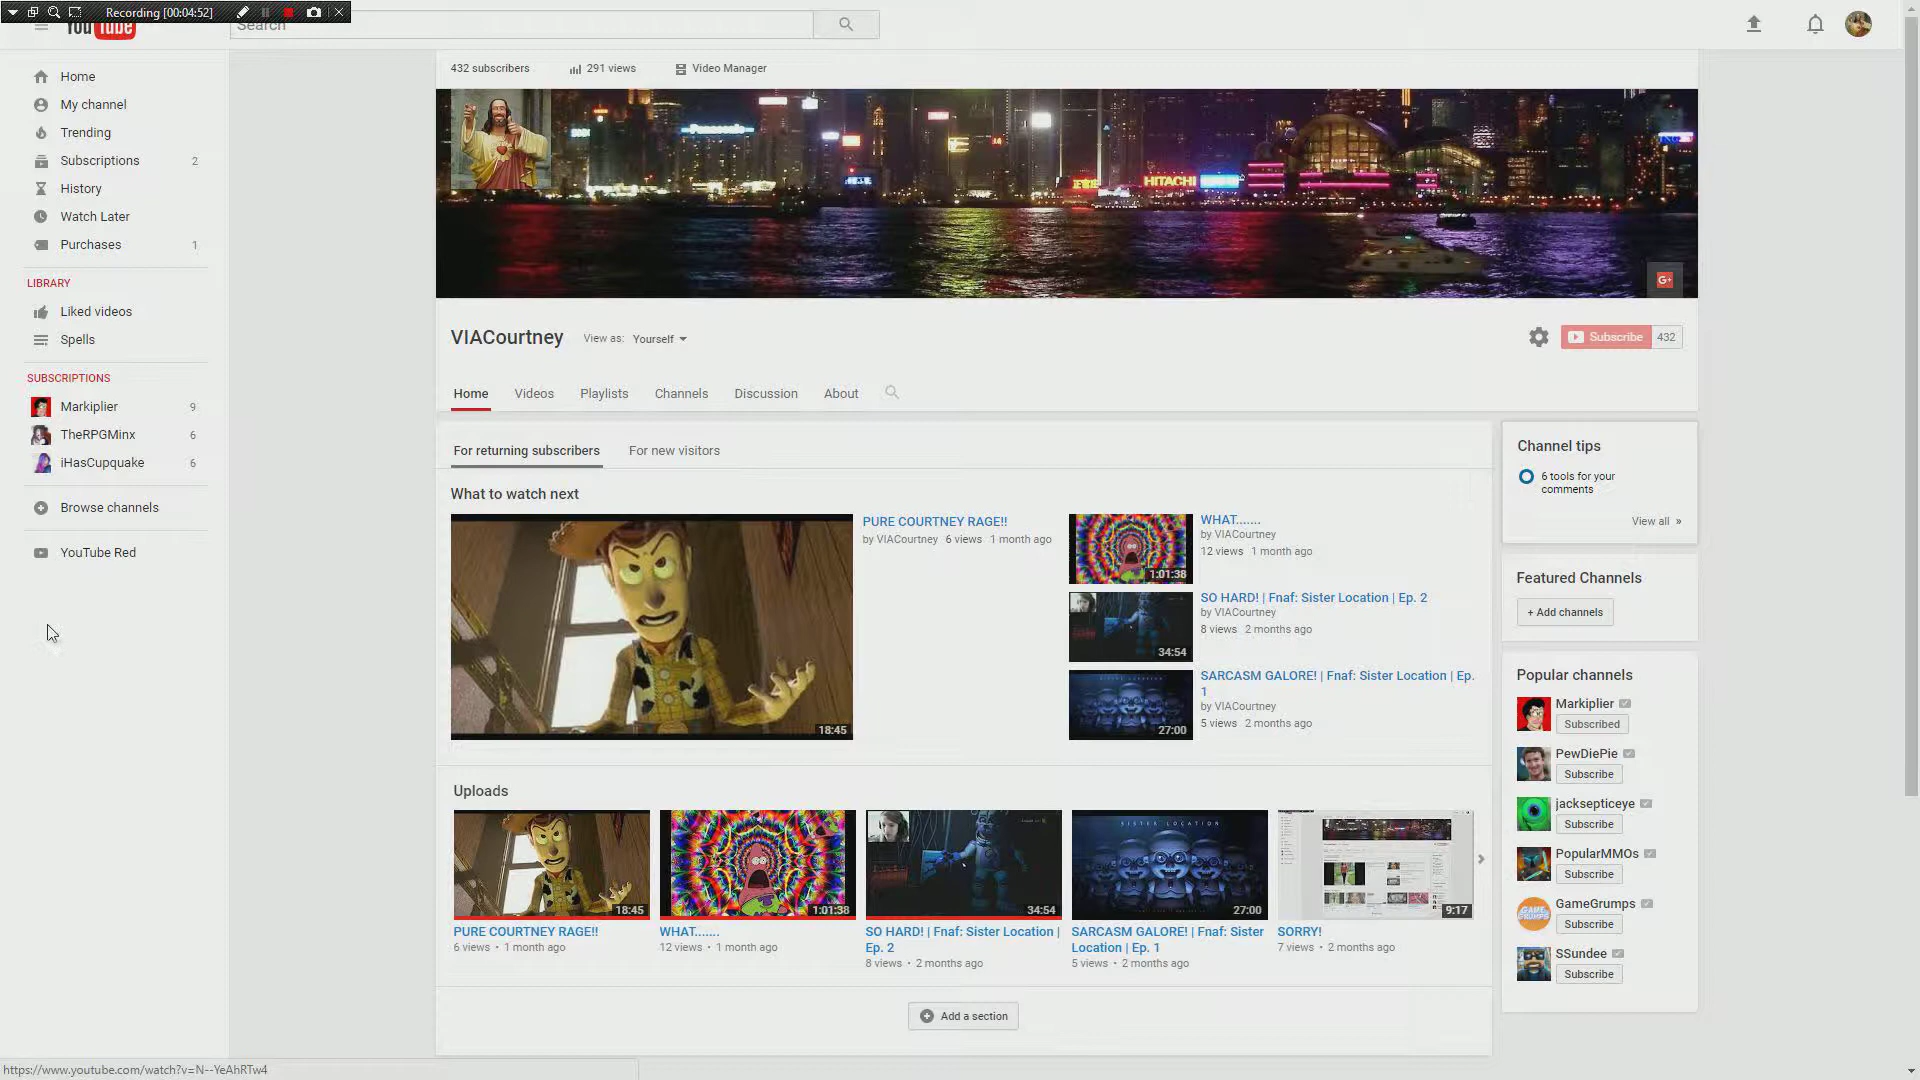 Recording [00:04:52]
YouTube
Search
432 subscribers
291 views
Video Manager
Home
My channel
Trending
Subscriptions 2
History
Watch Later
Purchases 1
LIBRARY
Liked videos
Spells
SUBSCRIPTIONS
Markiplier 9
TheRPGMinx 6
iHasCupquake 6
Browse channels
YouTube Red
Panasonic
HITACHI
G+
VIACourtney
View as: Yourself
Subscribe 432
Home
Videos
Playlists
Channels
Discussion
About
For returning subscribers
For new visitors
What to watch next
18:45
PURE COURTNEY RAGE!!
by VIACourtney 6 views 1 month ago
1:01:38
WHAT.......
by VIACourtney
12 views 1 month ago
34:54
SO HARD! | Fnaf: Sister Location | Ep. 2
by VIACourtney
8 views 2 months ago
27:00
SARCASM GALORE! | Fnaf: Sister Location | Ep.
1
by VIACourtney
5 views 2 months ago
Uploads
18:45
PURE COURTNEY RAGE!!
6 views • 1 month ago
1:01:38
WHAT.......
12 views • 1 month ago
34:54
SO HARD! | Fnaf: Sister Location |
Ep. 2
8 views • 2 months ago
SISTER LOCATION
27:00
SARCASM GALORE! | Fnaf: Sister
Location | Ep. 1
5 views • 2 months ago
9:17
SORRY!
7 views • 2 months ago
Add a section
Channel tips
6 tools for your
comments
View all »
Featured Channels
+ Add channels
Popular channels
Markiplier
Subscribed
PewDiePie
Subscribe
jacksepticeye
Subscribe
PopularMMOs
Subscribe
GAME GRUMPS
GameGrumps
Subscribe
SSundee
Subscribe
https://www.youtube.com/watch?v=N--YeAhRTw4